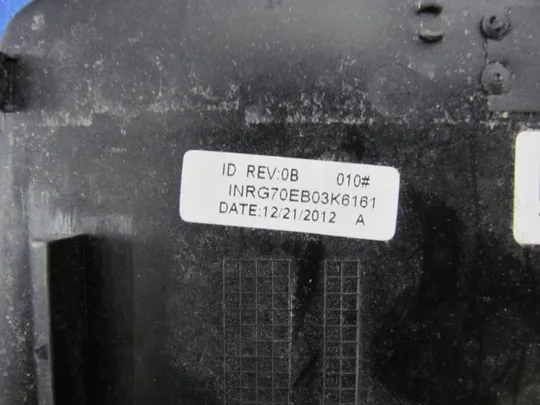 ID REV:0B 010#
INRG70EB03K6161
DATE:12/21/2012 A